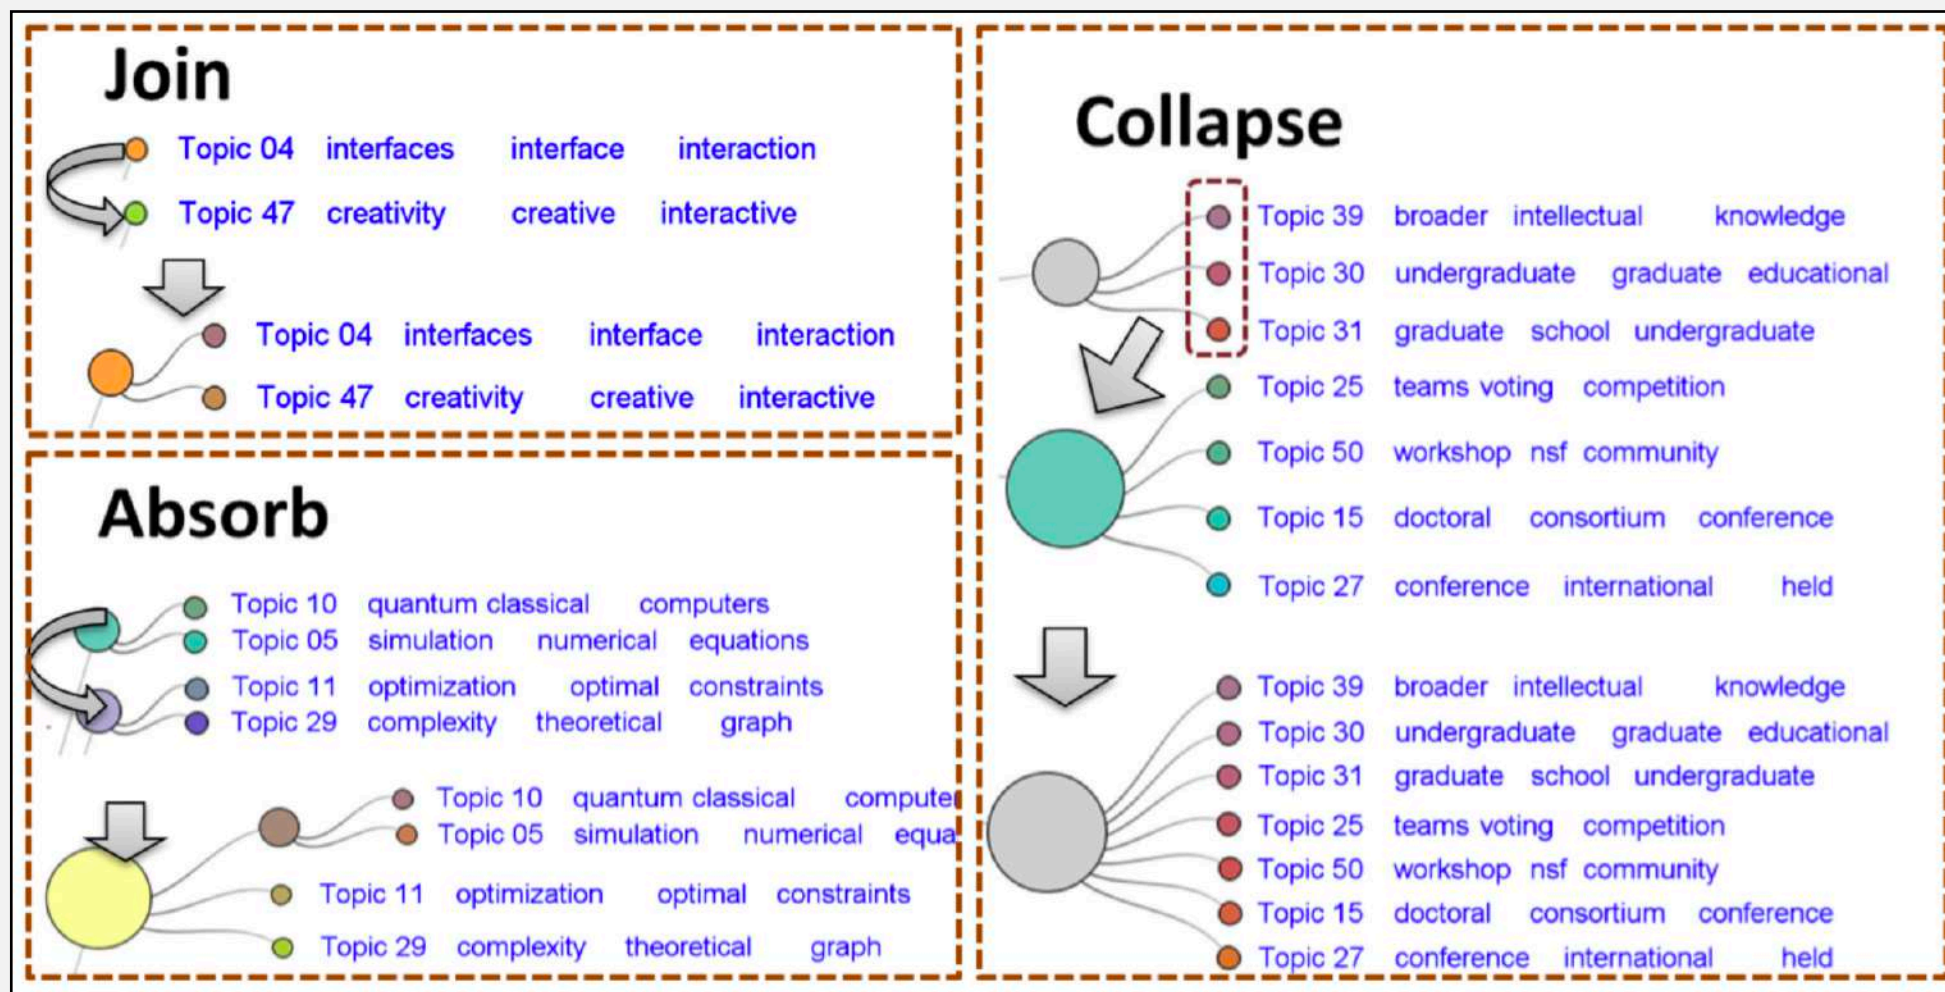 Join
Topic 04 interfaces interface interaction
Topic 47 creativity creative interactive
Topic 04 interfaces interface interaction
Topic 47 creativity creative interactive
Absorb
Topic 10 quantum classical computers
Topic 05 simulation numerical equations
Topic 11 optimization optimal constraints
Topic 29 complexity theoretical graph
Topic 10 quantum classical compute
Topic 05 simulation numerical equa
Topic 11 optimization optimal constraints
Topic 29 complexity theoretical graph
Collapse
Topic 39 broader intellectual knowledge
Topic 30 undergraduate graduate educational
Topic 31 graduate school undergraduate
Topic 25 teams voting competition
Topic 50 workshop nsf community
Topic 15 doctoral consortium conference
Topic 27 conference international held
Topic 39 broader intellectual knowledge
Topic 30 undergraduate graduate educational
Topic 31 graduate school undergraduate
Topic 25 teams voting competition
Topic 50 workshop nsf community
Topic 15 doctoral consortium conference
Topic 27 conference international held